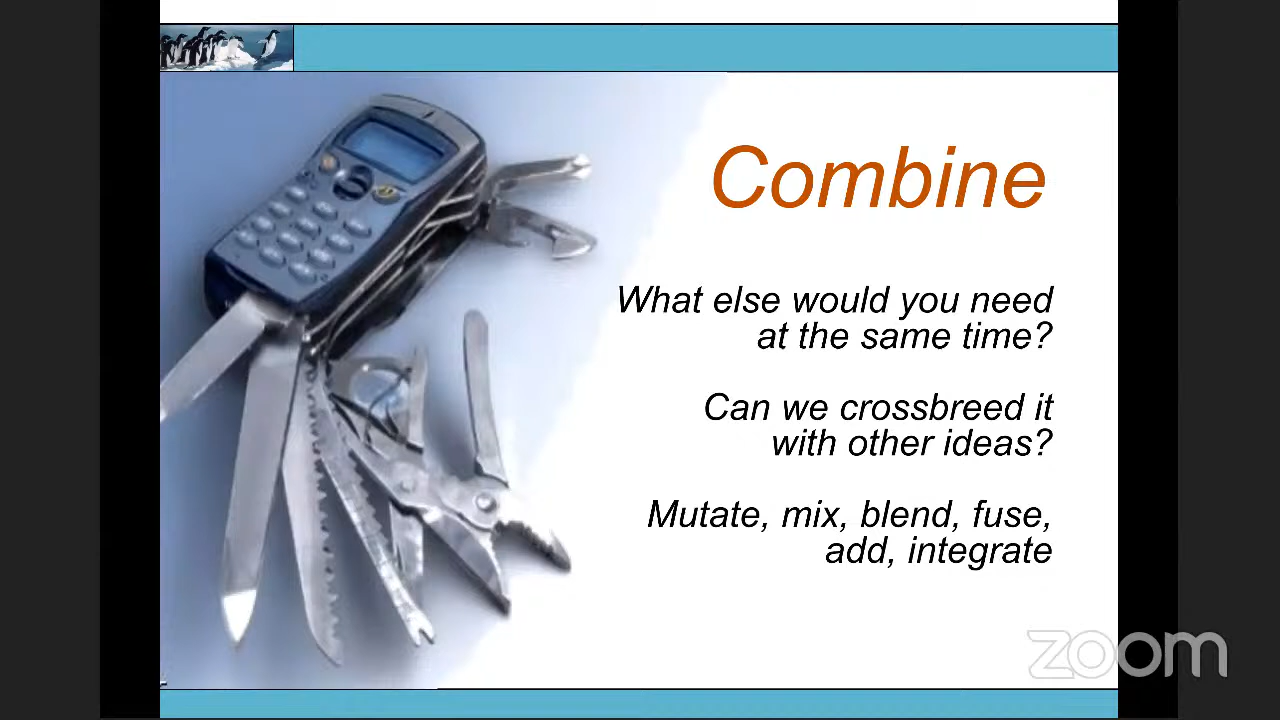 Combine
What else would you need
at the same time?
Can we crossbreed it
with other ideas?
Mutate, mix, blend, fuse,
add, integrate
zoom